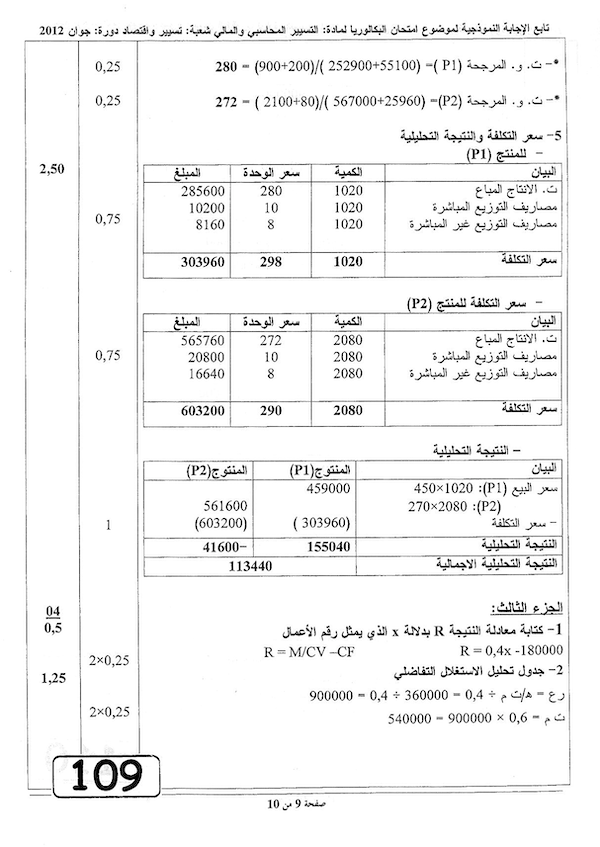 تابع الإجابة النموذجية لموضوع امتحان البكالوريا لمادة: التسيير المحاسبي والمالي شعبة: تسيير واقتصاد دورة: جوان 2012
*- ت. و. المرجحة (P1) = (55100+252900)/(200+900) = 280
0,25
*- ت. و. المرجحة (P2)= (25960+567000 )/(80+2100 ) = 272
0,25
5- سعر التكلفة والنتيجة التحليلية
- للمنتج (P1)
2,50
البيان الكمية سعر الوحدة المبلغ
ت. الانتاج المباع 1020 280 285600
مصاريف التوزيع المباشرة 1020 10 10200
0,75
مصاريف التوزيع غير المباشرة 1020 8 8160
سعر التكلفة 1020 298 303960
- سعر التكلفة للمنتج (P2)
البيان الكمية سعر الوحدة المبلغ
ت. الانتاج المباع 2080 272 565760
مصاريف التوزيع المباشرة 2080 10 20800
0,75
مصاريف التوزيع غير المباشرة 2080 8 16640
سعر التكلفة 2080 290 603200
- النتيجة التحليلية
البيان المنتوج(P1) المنتوج(P2)
سعر البيع (P1): 1020×450 459000
(P2): 2080×270 561600
- سعر التكلفة (303960 ) (603200)
1
النتيجة التحليلية 155040 -41600
النتيجة التحليلية الاجمالية 113440
الجزء الثالث:
04
1- كتابة معادلة النتيجة R بدلالة x الذي يمثل رقم الأعمال
0,5
R = 0,4x -180000 R = M/CV –CF
2×0,25
2- جدول تحليل الاستغلال التفاضلي
1,25
رع = هـ/ت م ÷ 0,4 = 360000 ÷ 0,4 = 900000
ت م = 0,6 × 900000 = 540000
2×0,25
109
صفحة 9 من 10